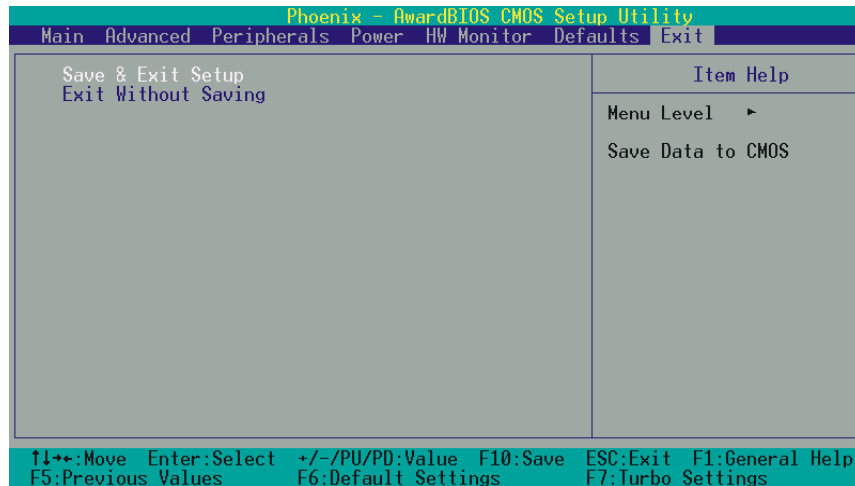 Phoenix - AwardBIOS CMOS Setup Utility
Main Advanced Peripherals Power HW Monitor Defaults Exit
Save & Exit Setup
Exit Without Saving
Item Help
Menu Level ►
Save Data to CMOS
↑↓→←:Move Enter:Select +/-/PU/PD:Value F10:Save ESC:Exit F1:General Help
F5:Previous Values F6:Default Settings F7:Turbo Settings